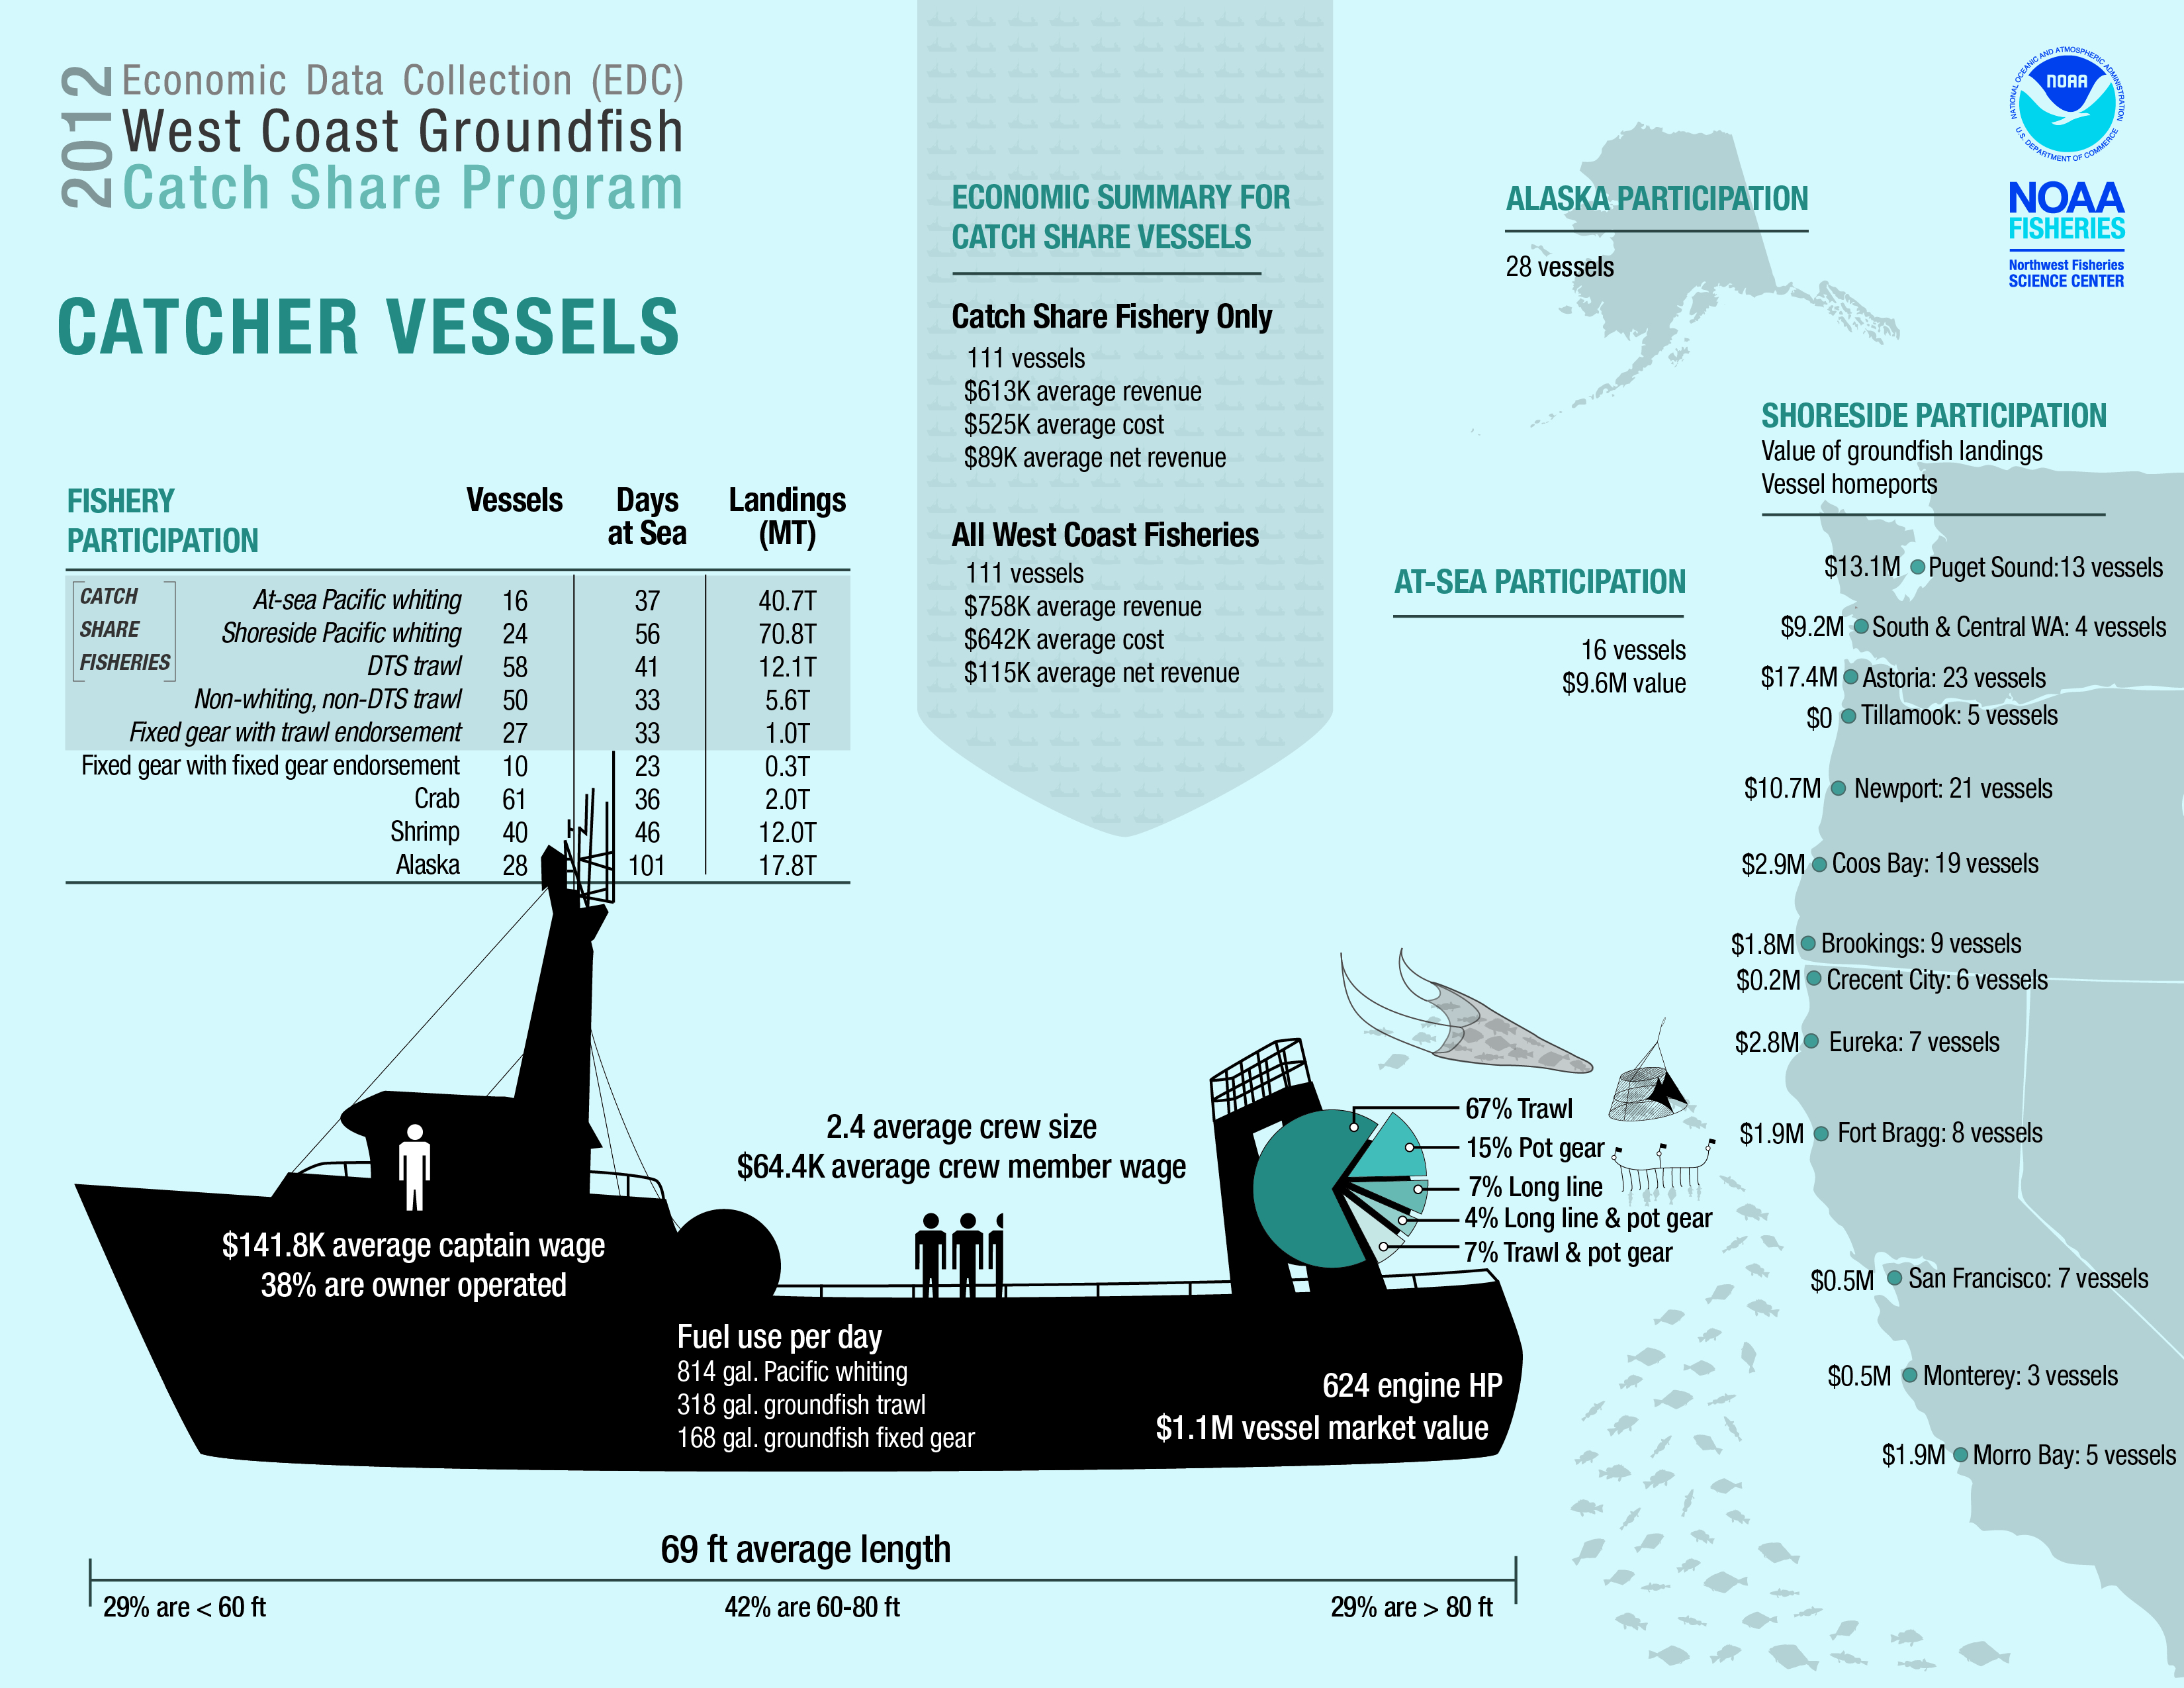 2012
Economic Data Collection (EDC)
West Coast Groundfish
Catch Share Program
CATCHER VESSELS
FISHERY PARTICIPATION Vessels Days at Sea Landings (MT)
CATCH SHARE FISHERIES
At-sea Pacific whiting 16 37 40.7T
Shoreside Pacific whiting 24 56 70.8T
DTS trawl 58 41 12.1T
Non-whiting, non-DTS trawl 50 33 5.6T
Fixed gear with trawl endorsement 27 33 1.0T
Fixed gear with fixed gear endorsement 10 23 0.3T
Crab 61 36 2.0T
Shrimp 40 46 12.0T
Alaska 28 101 17.8T
ECONOMIC SUMMARY FOR
CATCH SHARE VESSELS
Catch Share Fishery Only
111 vessels
$613K average revenue
$525K average cost
$89K average net revenue
All West Coast Fisheries
111 vessels
$758K average revenue
$642K average cost
$115K average net revenue
ALASKA PARTICIPATION
28 vessels
NATIONAL OCEANIC AND ATMOSPHERIC ADMINISTRATION
NOAA
U.S. DEPARTMENT OF COMMERCE
NOAA
FISHERIES
Northwest Fisheries
SCIENCE CENTER
AT-SEA PARTICIPATION
16 vessels
$9.6M value
SHORESIDE PARTICIPATION
Value of groundfish landings
Vessel homeports
$13.1M Puget Sound:13 vessels
$9.2M South & Central WA: 4 vessels
$17.4M Astoria: 23 vessels
$0 Tillamook: 5 vessels
$10.7M Newport: 21 vessels
$2.9M Coos Bay: 19 vessels
$1.8M Brookings: 9 vessels
$0.2M Crecent City: 6 vessels
$2.8M Eureka: 7 vessels
$1.9M Fort Bragg: 8 vessels
$0.5M San Francisco: 7 vessels
$0.5M Monterey: 3 vessels
$1.9M Morro Bay: 5 vessels
67% Trawl
15% Pot gear
7% Long line
4% Long line & pot gear
7% Trawl & pot gear
2.4 average crew size
$64.4K average crew member wage
$141.8K average captain wage
38% are owner operated
Fuel use per day
814 gal. Pacific whiting
318 gal. groundfish trawl
168 gal. groundfish fixed gear
624 engine HP
$1.1M vessel market value
69 ft average length
29% are < 60 ft
42% are 60-80 ft
29% are > 80 ft